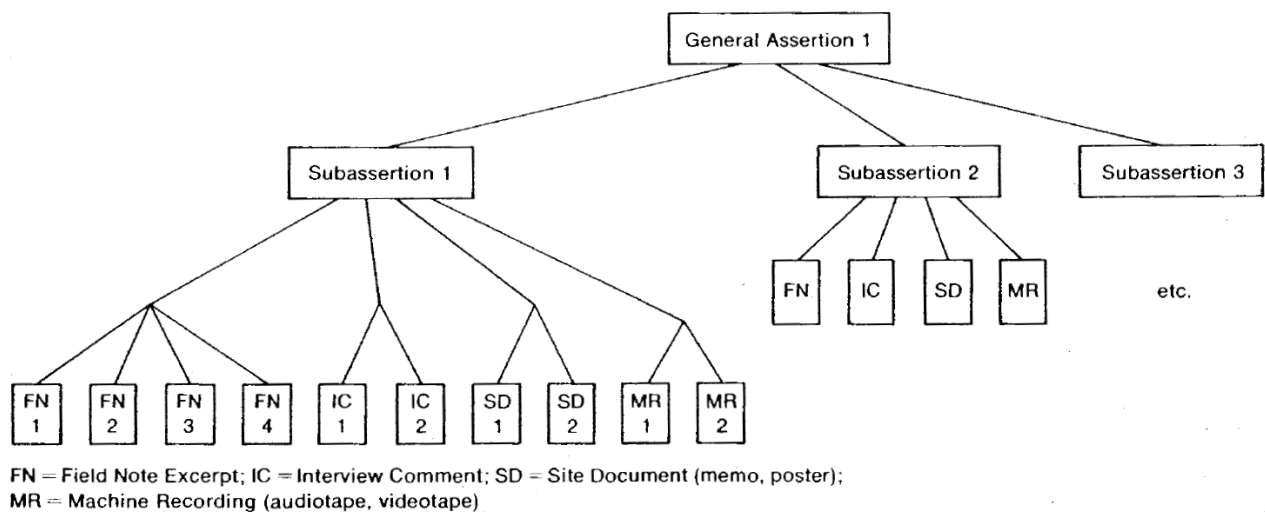 General Assertion 1
Subassertion 1
Subassertion 2
Subassertion 3
FN
IC
SD
MR
etc.
FN
1
FN
2
FN
3
FN
4
IC
1
IC
2
SD
1
SD
2
MR
1
MR
2
FN = Field Note Excerpt; IC = Interview Comment; SD = Site Document (memo, poster);
MR = Machine Recording (audiotape, videotape)